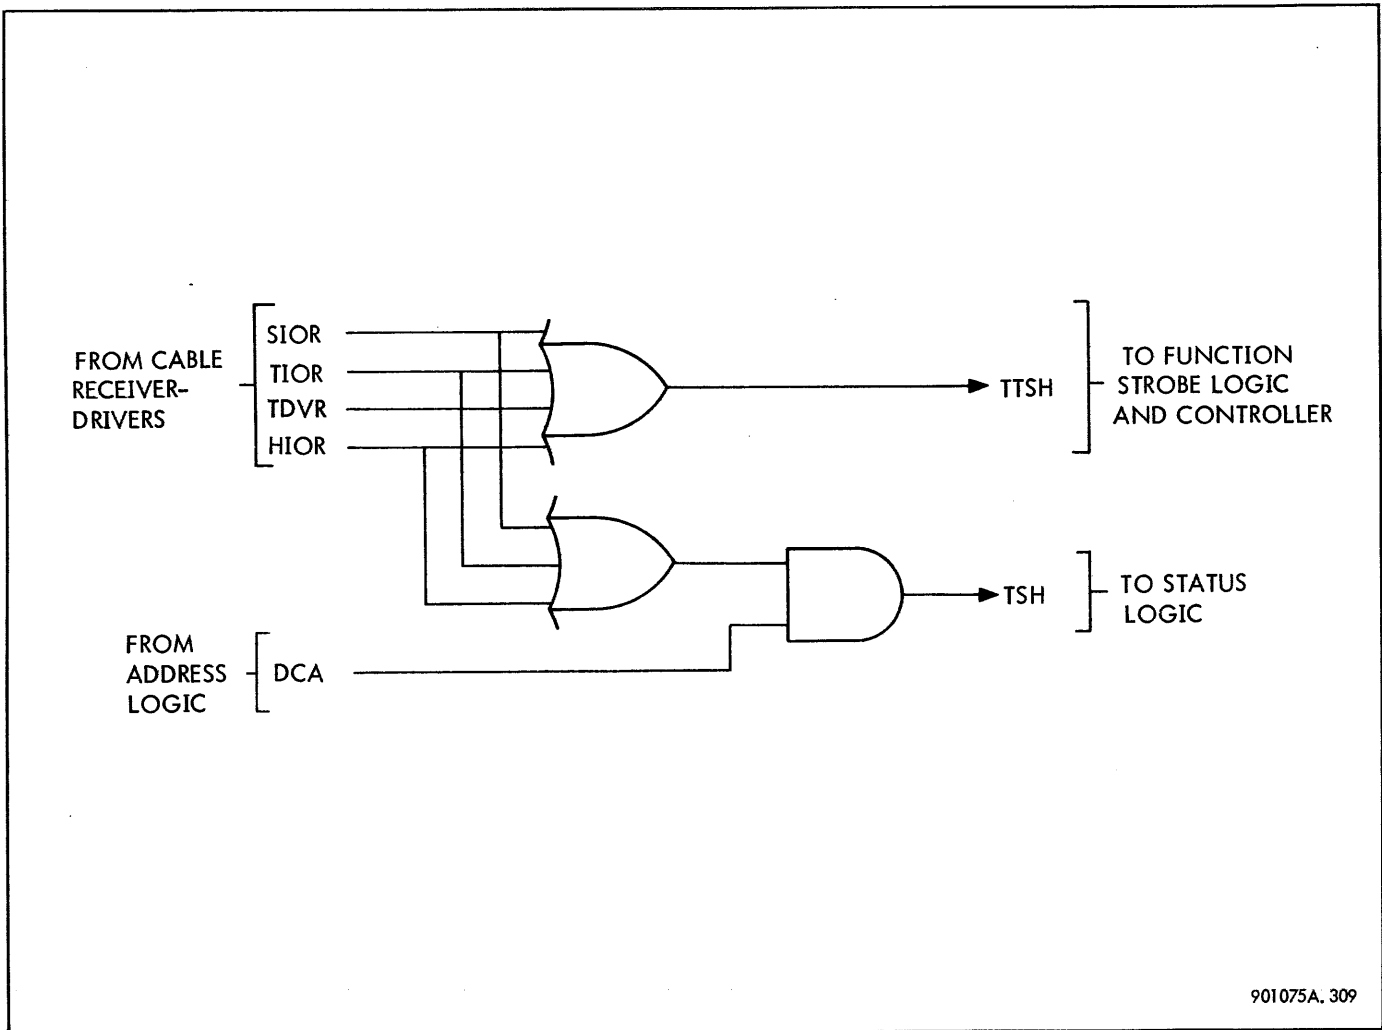 FROM CABLE
RECEIVER-
DRIVERS
SIOR
TIOR
TDVR
HIOR
TTSH
TO FUNCTION
STROBE LOGIC
AND CONTROLLER
FROM
ADDRESS
LOGIC
DCA
TSH
TO STATUS
LOGIC
901075A. 309